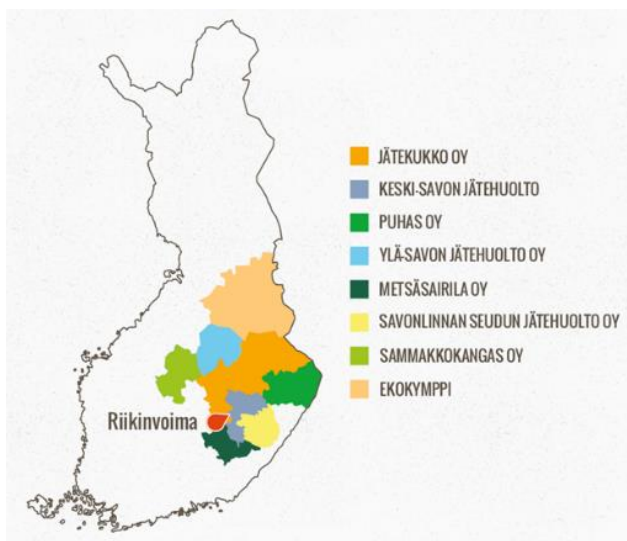 JÄTEKUKKO OY
KESKI-SAVON JÄTEHUOLTO
PUHAS OY
YLÄ-SAVON JÄTEHUOLTO OY
METSÄSAIRILA OY
SAVONLINNAN SEUDUN JÄTEHUOLTO OY
SAMMAKKOKANGAS OY
EKOKYMPPI
Riikinvoima